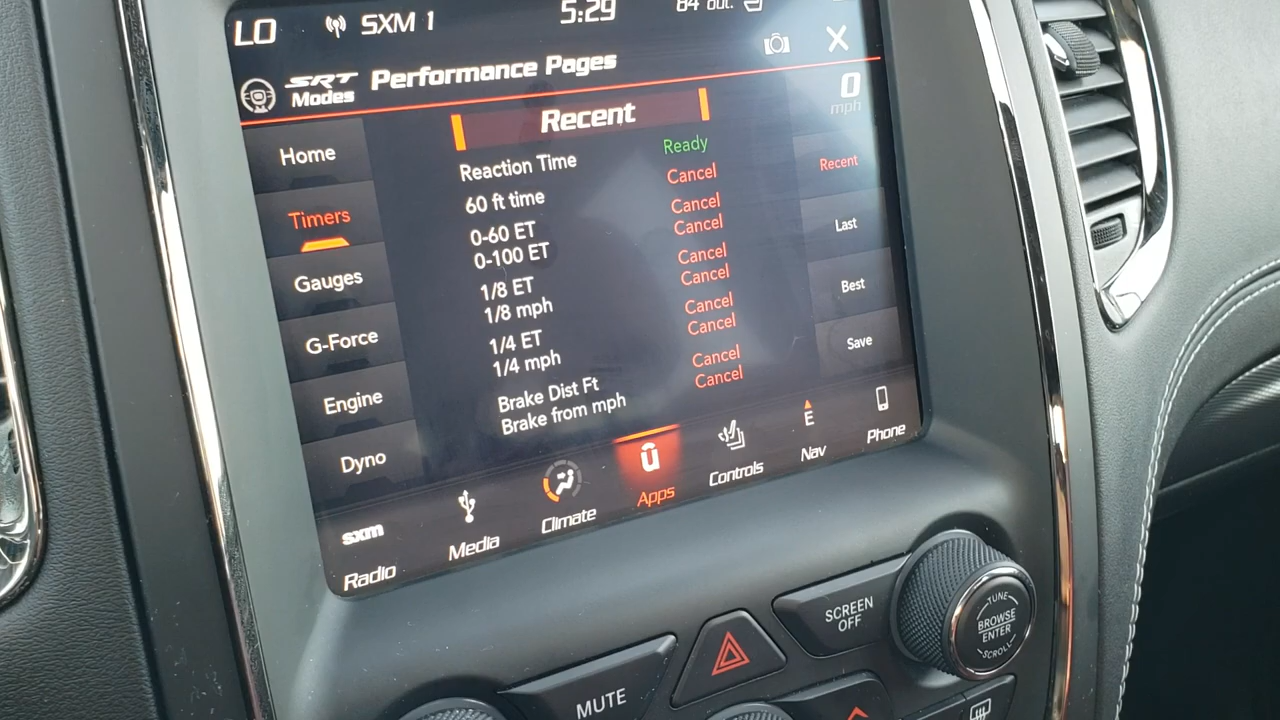 LO SXM 1 5:29 84 out.
SRT Modes Performance Pages
0 mph
Recent
Home
Timers
Gauges
G-Force
Engine
Dyno
Reaction Time Ready
60 ft time Cancel
0-60 ET Cancel
0-100 ET Cancel
1/8 ET Cancel
1/8 mph Cancel
1/4 ET Cancel
1/4 mph Cancel
Brake Dist Ft Cancel
Brake from mph Cancel
Recent
Last
Best
Save
sxm
Radio
Media
Climate
Apps
Controls
E
Nav
Phone
MUTE
SCREEN
OFF
TUNE
BROWSE
ENTER
SCROLL